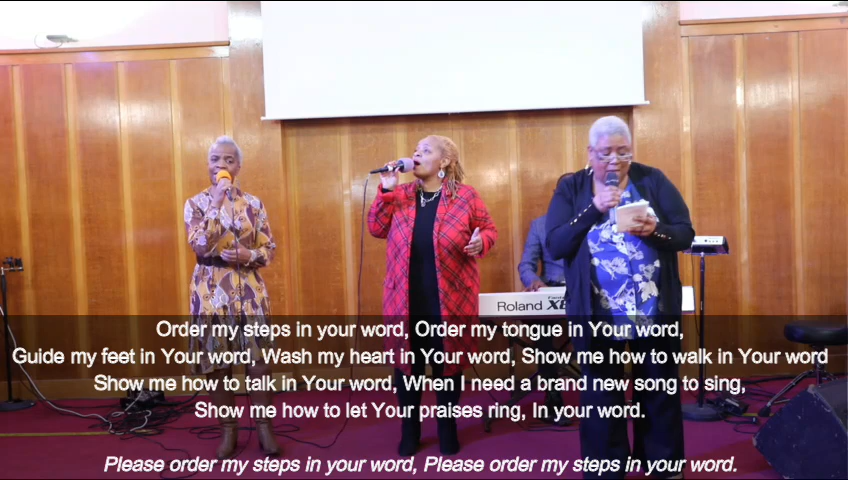 Roland XE
Order my steps in your word, Order my tongue in Your word,
Guide my feet in Your word, Wash my heart in Your word, Show me how to walk in Your word
Show me how to talk in Your word, When I need a brand new song to sing,
Show me how to let Your praises ring, In your word.
Please order my steps in your word, Please order my steps in your word.